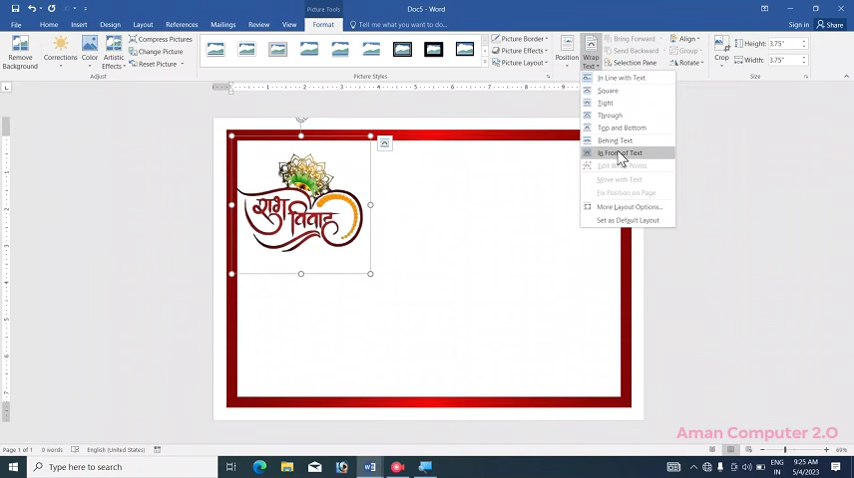 Doc5 - Word
Picture Tools
File
Home
Insert
Design
Layout
References
Mailings
Review
View
Format
Tell me what you want to do...
Sign in
Share
Remove
Background
Corrections
Color
Artistic
Effects
Compress Pictures
Change Picture
Reset Picture
Adjust
Picture Styles
Picture Border
Picture Effects
Picture Layout
Position
Wrap
Text
Bring Forward
Send Backward
Selection Pane
Align
Group
Rotate
Crop
Height: 3.75"
Width: 3.75"
Size
In Line with Text
Square
Tight
Through
Top and Bottom
Behind Text
In Front of Text
Edit Wrap Points
Move with Text
Fix Position on Page
More Layout Options...
Set as Default Layout
शुभ
विवाह
Aman Computer 2.0
Page 1 of 1
0 words
English (United States)
69%
Type here to search
ENG
IN
9:25 AM
5/4/2023